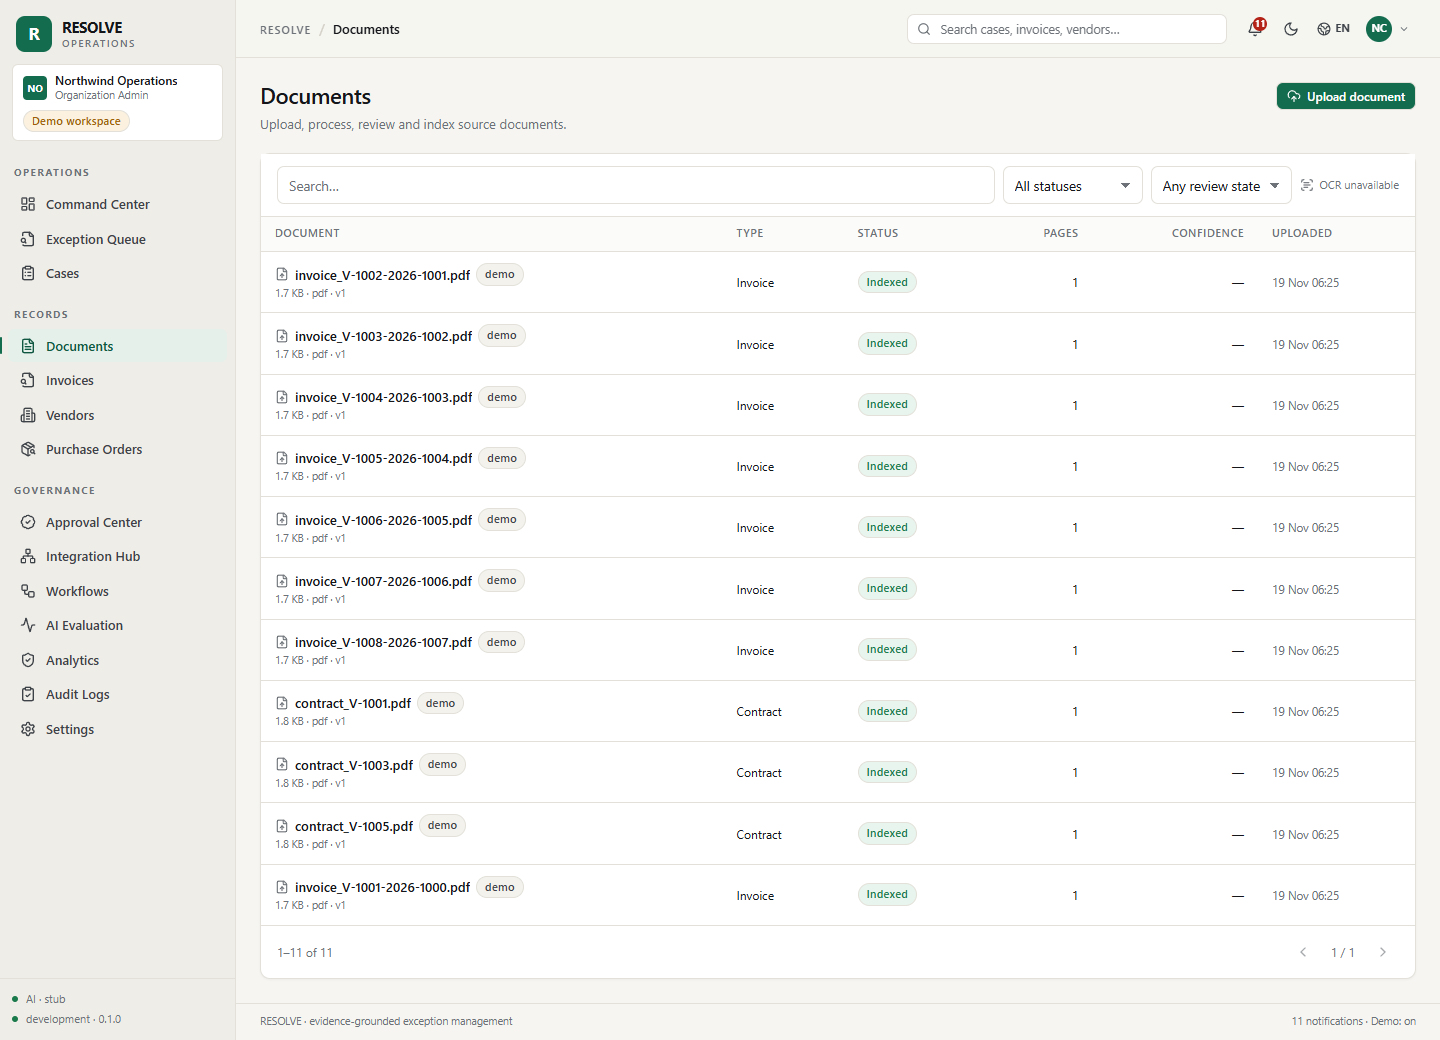 R
RESOLVE
OPERATIONS
NO
Northwind Operations
Organization Admin
Demo workspace
OPERATIONS
Command Center
Exception Queue
Cases
RECORDS
Documents
Invoices
Vendors
Purchase Orders
GOVERNANCE
Approval Center
Integration Hub
Workflows
AI Evaluation
Analytics
Audit Logs
Settings
AI · stub
development · 0.1.0
RESOLVE / Documents
Search cases, invoices, vendors...
11
EN
NC
Documents
Upload document
Upload, process, review and index source documents.
Search...
All statuses
Any review state
OCR unavailable
DOCUMENT TYPE STATUS PAGES CONFIDENCE UPLOADED
invoice_V-1002-2026-1001.pdf demo
1.7 KB · pdf · v1
Invoice Indexed 1 — 19 Nov 06:25
invoice_V-1003-2026-1002.pdf demo
1.7 KB · pdf · v1
Invoice Indexed 1 — 19 Nov 06:25
invoice_V-1004-2026-1003.pdf demo
1.7 KB · pdf · v1
Invoice Indexed 1 — 19 Nov 06:25
invoice_V-1005-2026-1004.pdf demo
1.7 KB · pdf · v1
Invoice Indexed 1 — 19 Nov 06:25
invoice_V-1006-2026-1005.pdf demo
1.7 KB · pdf · v1
Invoice Indexed 1 — 19 Nov 06:25
invoice_V-1007-2026-1006.pdf demo
1.7 KB · pdf · v1
Invoice Indexed 1 — 19 Nov 06:25
invoice_V-1008-2026-1007.pdf demo
1.7 KB · pdf · v1
Invoice Indexed 1 — 19 Nov 06:25
contract_V-1001.pdf demo
1.8 KB · pdf · v1
Contract Indexed 1 — 19 Nov 06:25
contract_V-1003.pdf demo
1.8 KB · pdf · v1
Contract Indexed 1 — 19 Nov 06:25
contract_V-1005.pdf demo
1.8 KB · pdf · v1
Contract Indexed 1 — 19 Nov 06:25
invoice_V-1001-2026-1000.pdf demo
1.7 KB · pdf · v1
Invoice Indexed 1 — 19 Nov 06:25
1–11 of 11
1 / 1
RESOLVE · evidence-grounded exception management
11 notifications · Demo: on